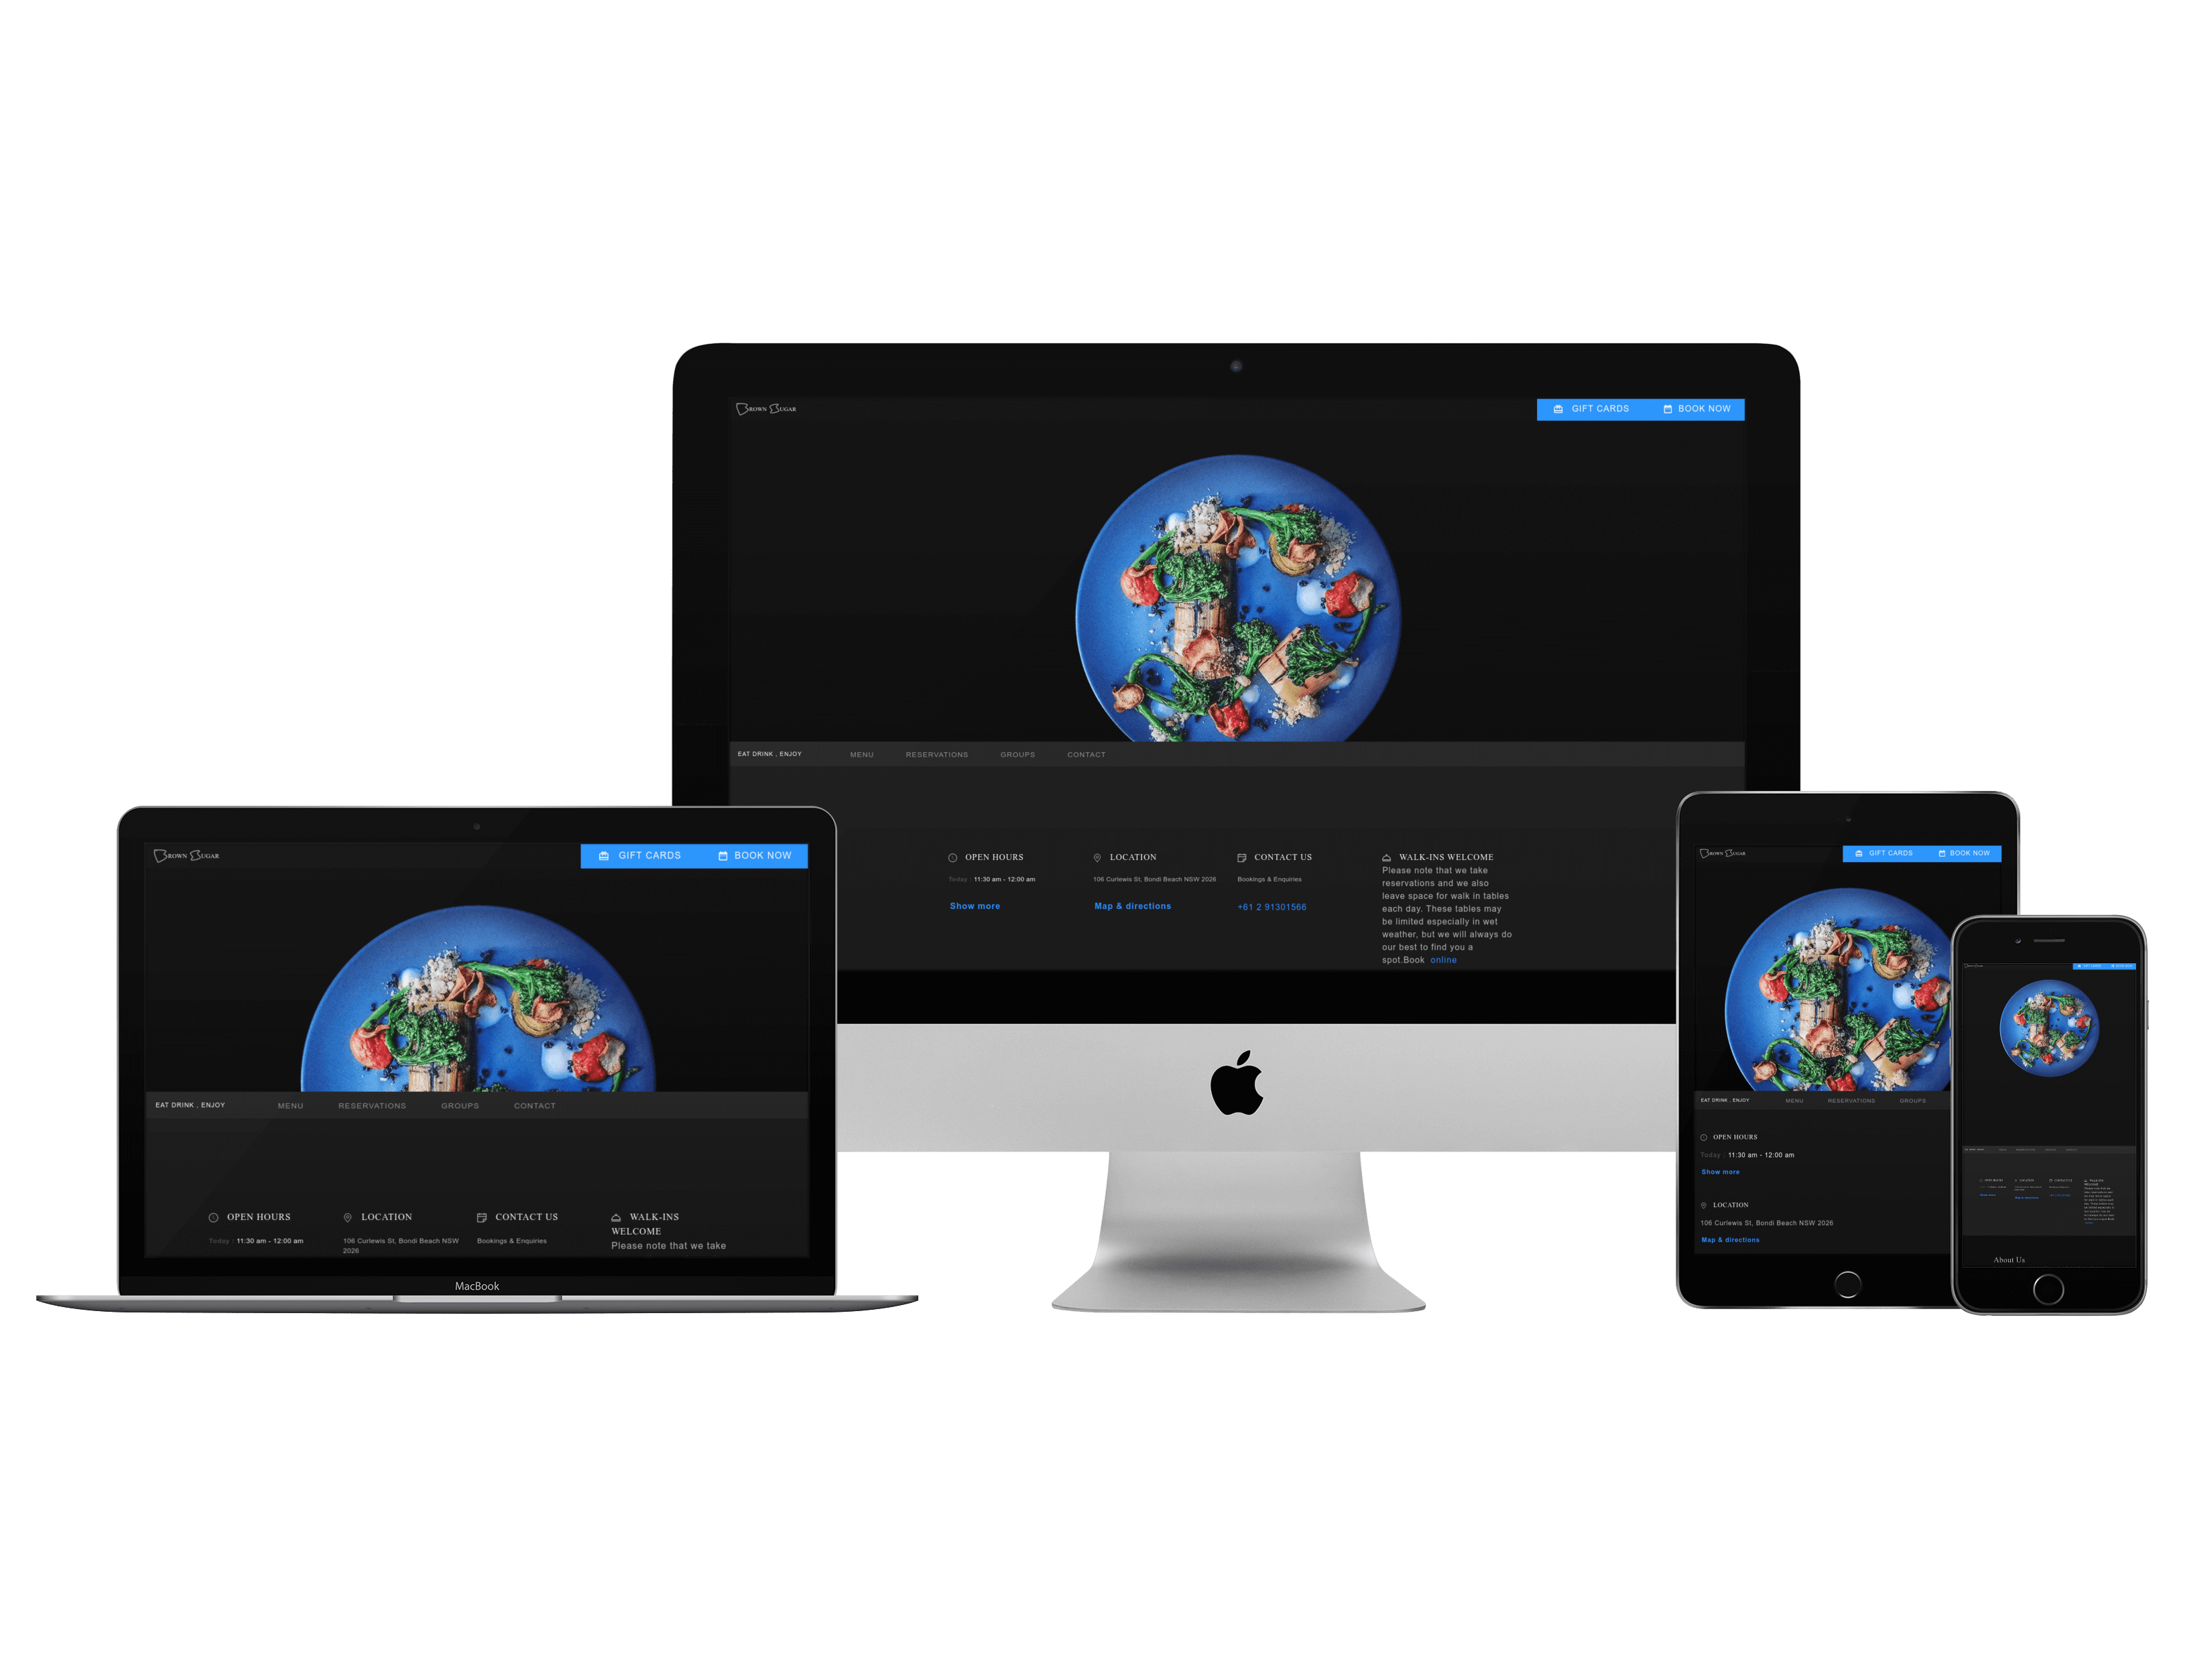 BROWN SUGAR
GIFT CARDS BOOK NOW
EAT DRINK , ENJOY MENU RESERVATIONS GROUPS CONTACT
OPEN HOURS
Today : 11:30 am - 12:00 am
Show more
LOCATION
106 Curlewis St, Bondi Beach NSW 2026
Map & directions
CONTACT US
Bookings & Enquiries
+61 2 91301566
WALK-INS WELCOME
Please note that we take
reservations and we also
leave space for walk in tables
each day. These tables may
be limited especially in wet
weather, but we will always do
our best to find you a
spot.Book online
BROWN SUGAR
GIFT CARDS BOOK NOW
EAT DRINK , ENJOY MENU RESERVATIONS GROUPS CONTACT
OPEN HOURS
Today : 11:30 am - 12:00 am
LOCATION
106 Curlewis St, Bondi Beach NSW
2026
CONTACT US
Bookings & Enquiries
WALK-INS
WELCOME
Please note that we take
MacBook
BROWN SUGAR
GIFT CARDS BOOK NOW
EAT DRINK , ENJOY MENU RESERVATIONS GROUPS
OPEN HOURS
Today : 11:30 am - 12:00 am
Show more
LOCATION
106 Curlewis St, Bondi Beach NSW 2026
Map & directions
About Us